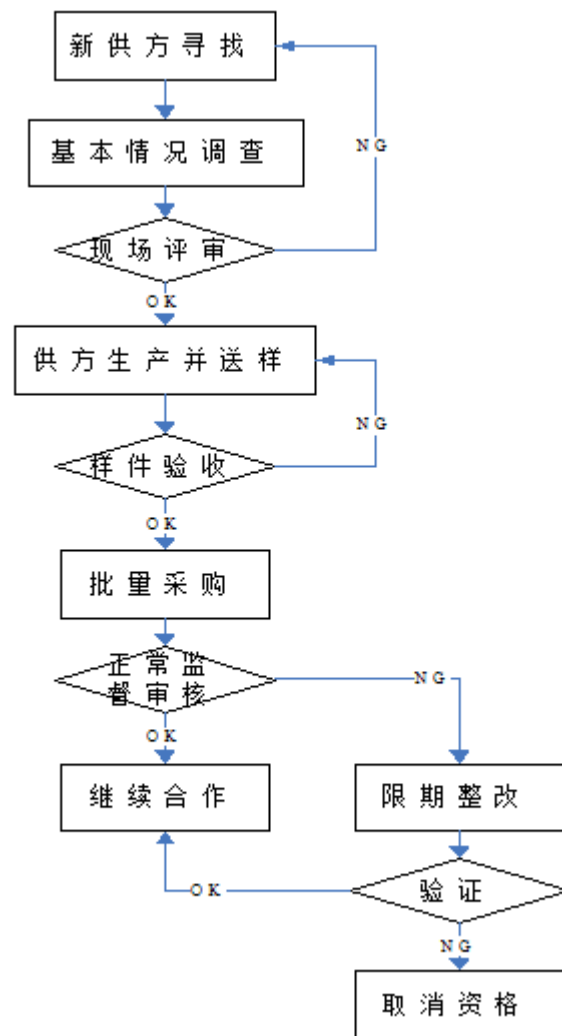 新供方寻找
基本情况调查
NG
现场评审
OK
供方生产并送样
NG
样件验收
OK
批量采购
正常监
督审核
NG
OK
继续合作
限期整改
验证
OK
NG
取消资格